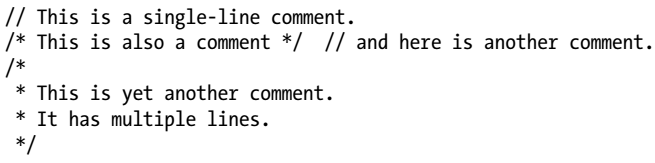 // This is a single-line comment.
/* This is also a comment */  // and here is another comment.
/*
 * This is yet another comment.
 * It has multiple lines.
 */